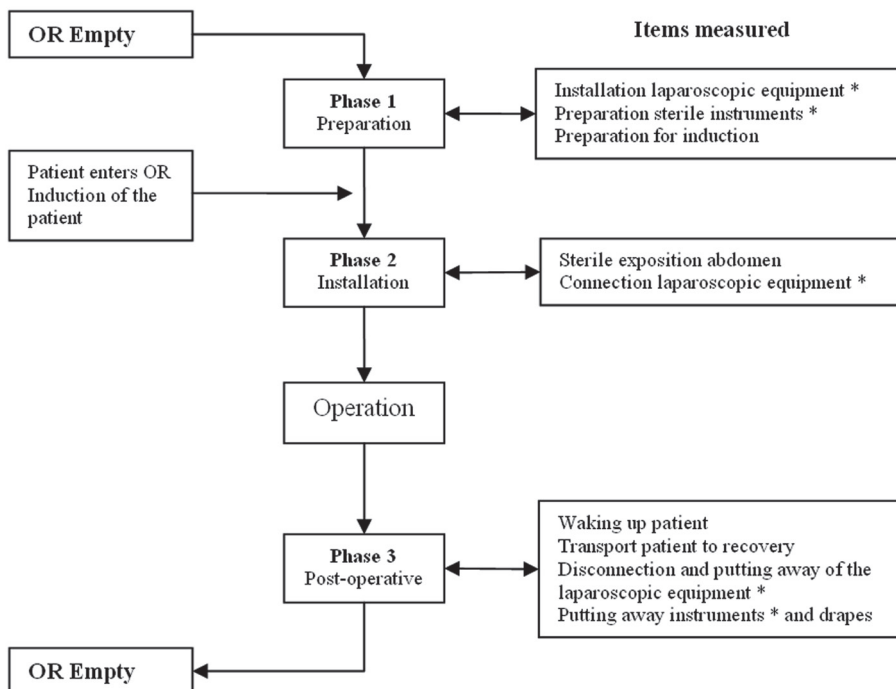 OR Empty
Items measured
Phase 1
Preparation
Installation laparoscopic equipment *
Preparation sterile instruments *
Preparation for induction
Patient enters OR
Induction of the
patient
Phase 2
Installation
Sterile exposition abdomen
Connection laparoscopic equipment *
Operation
Phase 3
Post-operative
Waking up patient
Transport patient to recovery
Disconnection and putting away of the
laparoscopic equipment *
Putting away instruments * and drapes
OR Empty